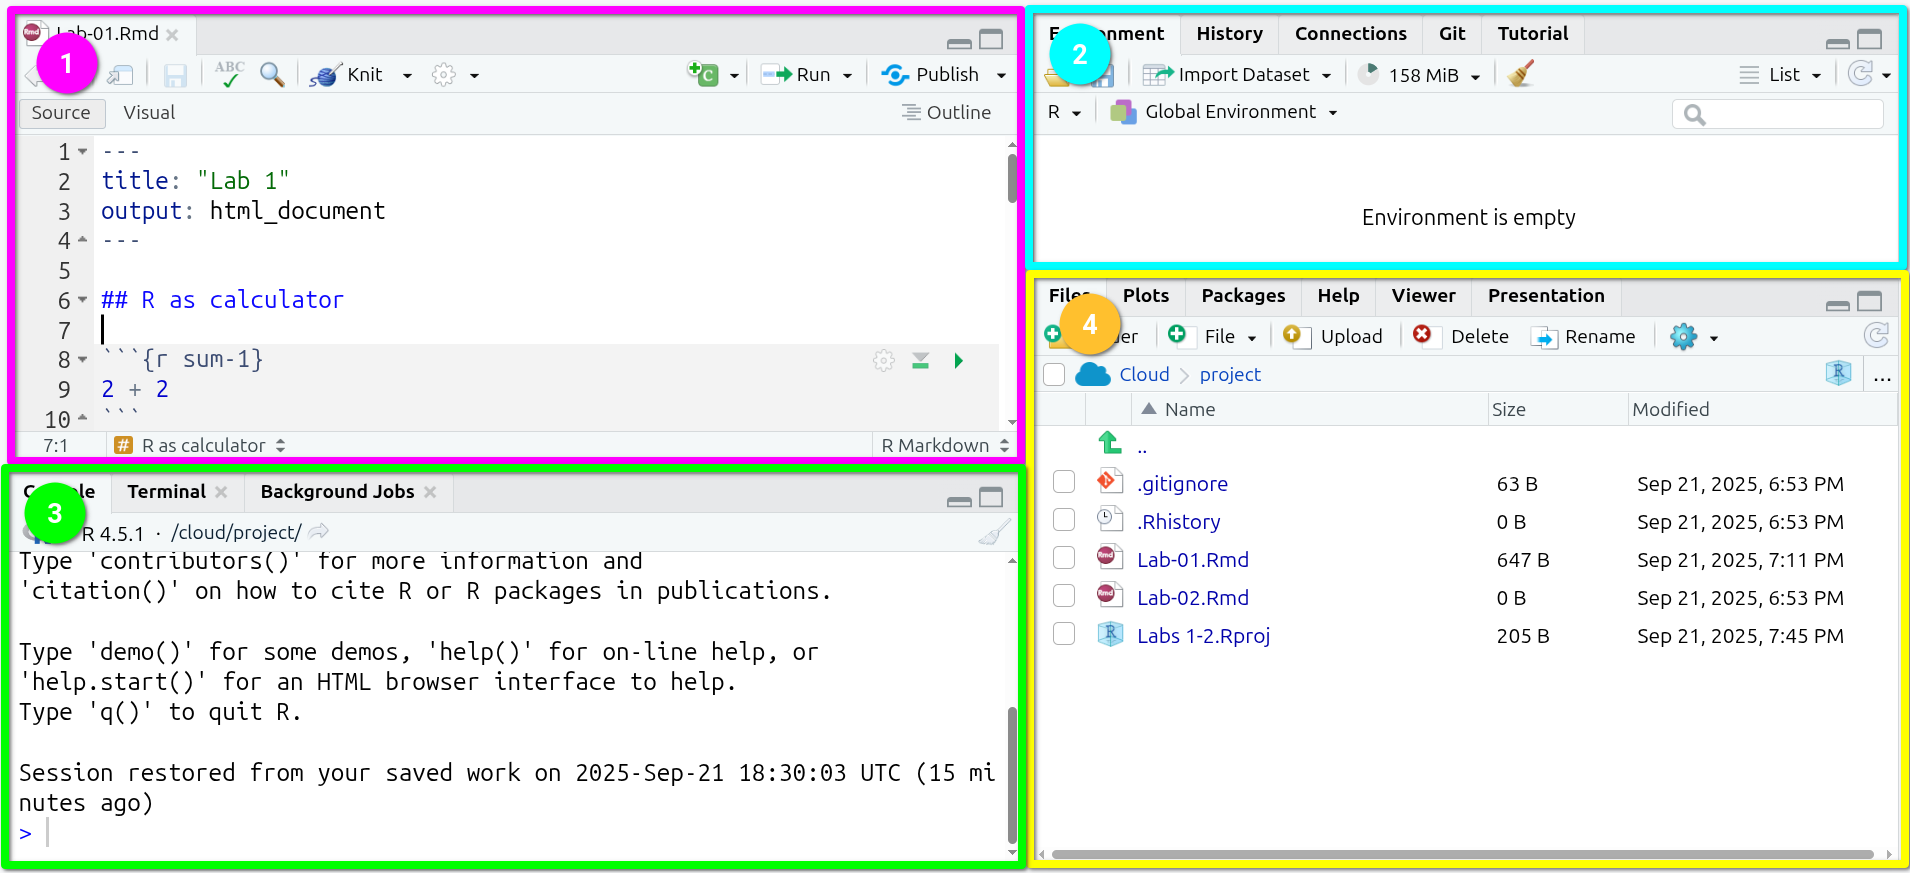 Lab-01.Rmd
1
ABC
Knit
Run
Publish
Source
Visual
Outline
1 ---
2 title: "Lab 1"
3 output: html_document
4 ---
5
6 ## R as calculator
7
8 ```{r sum-1}
9 2 + 2
10 ```
7:1
# R as calculator
R Markdown
2
History
Connections
Git
Tutorial
Import Dataset
158 MiB
List
R
Global Environment
Environment is empty
3
Terminal
Background Jobs
R 4.5.1 · /cloud/project/
Type 'contributors()' for more information and
'citation()' on how to cite R or R packages in publications.
Type 'demo()' for some demos, 'help()' for on-line help, or
'help.start()' for an HTML browser interface to help.
Type 'q()' to quit R.
Session restored from your saved work on 2025-Sep-21 18:30:03 UTC (15 mi
nutes ago)
>
Files
4
Plots
Packages
Help
Viewer
Presentation
File
Upload
Delete
Rename
Cloud
project
R
...
Name Size Modified
..
.gitignore 63 B Sep 21, 2025, 6:53 PM
.Rhistory 0 B Sep 21, 2025, 6:53 PM
Rmd Lab-01.Rmd 647 B Sep 21, 2025, 7:11 PM
Rmd Lab-02.Rmd 0 B Sep 21, 2025, 6:53 PM
R Labs 1-2.Rproj 205 B Sep 21, 2025, 7:45 PM